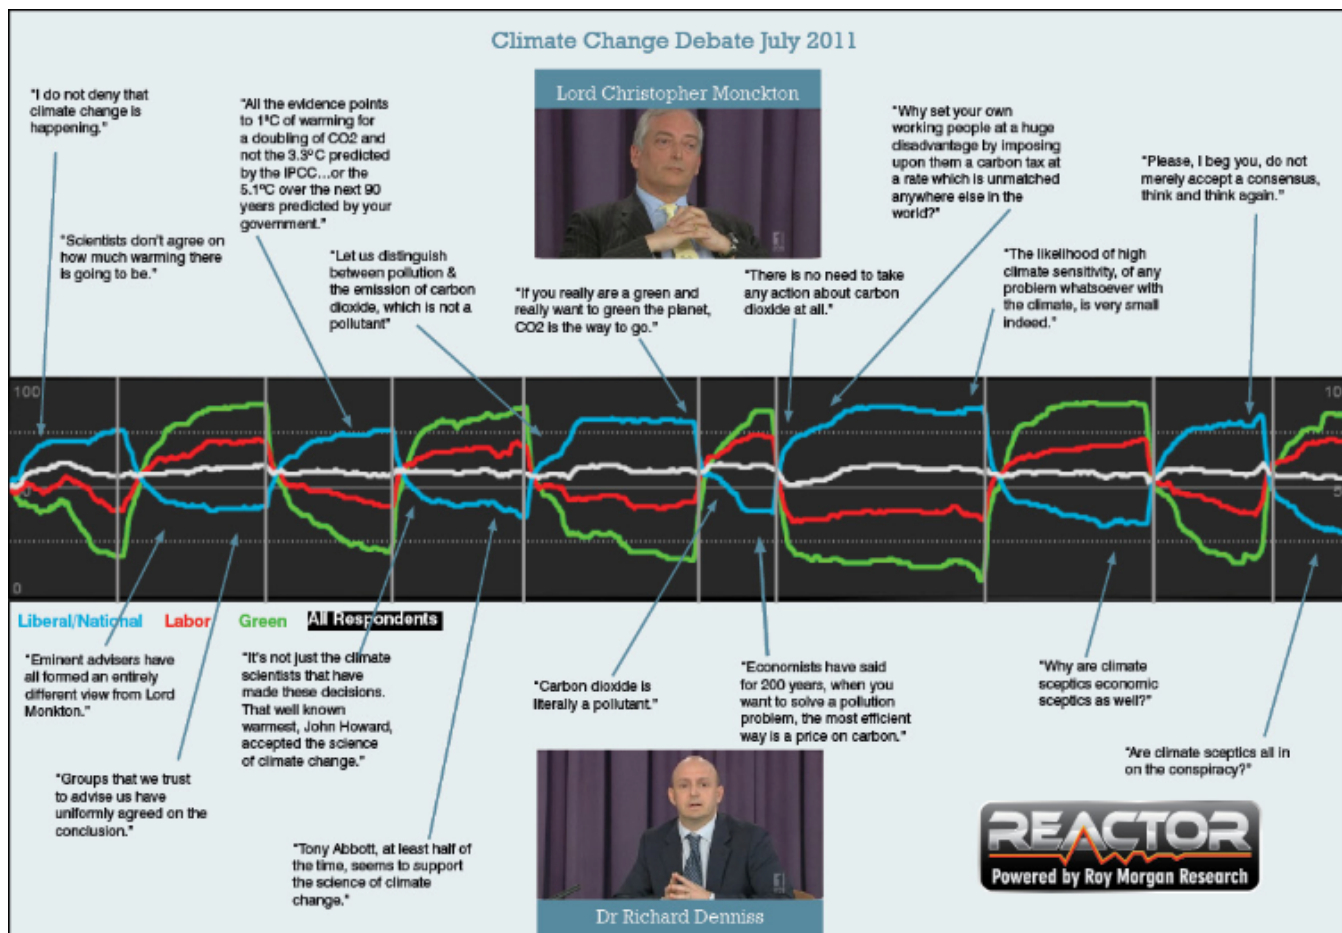 Climate Change Debate July 2011
Lord Christopher Monckton
"I do not deny that
climate change is
happening."
"All the evidence points
to 1ºC of warming for
a doubling of CO2 and
not the 3.3ºC predicted
by the IPCC...or the
5.1ºC over the next 90
years predicted by your
government."
"Why set your own
working people at a huge
disadvantage by imposing
upon them a carbon tax at
a rate which is unmatched
anywhere else in the
world?"
"Please, I beg you, do not
merely accept a consensus,
think and think again."
"Scientists don't agree on
how much warming there
is going to be."
"Let us distinguish
between pollution &
the emission of carbon
dioxide, which is not a
pollutant"
"If you really are a green and
really want to green the planet,
CO2 is the way to go."
"There is no need to take
any action about carbon
dioxide at all."
"The likelihood of high
climate sensitivity, of any
problem whatsoever with
the climate, is very small
indeed."
100
10
50
5
0
Liberal/National Labor Green All Respondents
"Eminent advisers have
all formed an entirely
different view from Lord
Monkton."
"It's not just the climate
scientists that have
made these decisions.
That well known
warmest, John Howard,
accepted the science
of climate change."
"Carbon dioxide is
literally a pollutant."
"Economists have said
for 200 years, when you
want to solve a pollution
problem, the most efficient
way is a price on carbon."
"Why are climate
sceptics economic
sceptics as well?"
"Are climate sceptics all in
on the conspiracy?"
"Groups that we trust
to advise us have
uniformly agreed on the
conclusion."
"Tony Abbott, at least half of
the time, seems to support
the science of climate
change."
Dr Richard Denniss
REACTOR
Powered by Roy Morgan Research